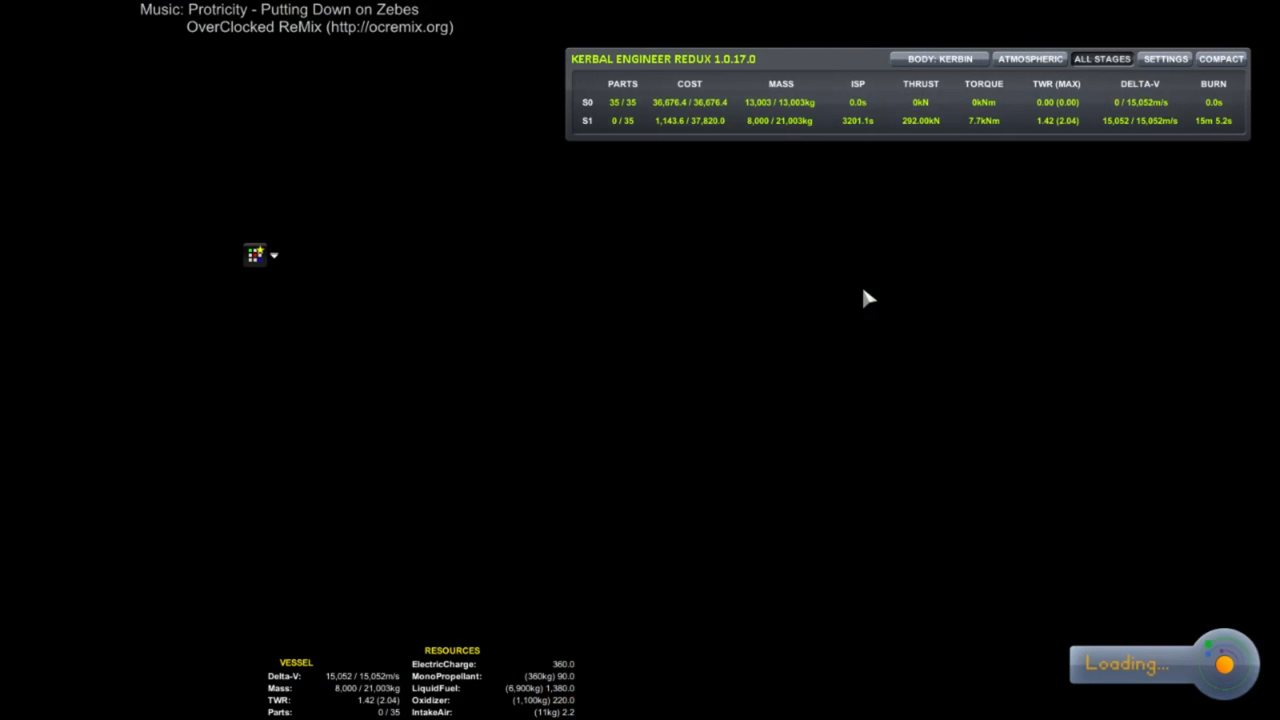 Music: Protricity - Putting Down on Zebes
OverClocked ReMix (http://ocremix.org)
KERBAL ENGINEER REDUX 1.0.17.0 BODY: KERBIN ATMOSPHERIC ALL STAGES SETTINGS COMPACT
PARTS COST MASS ISP THRUST TORQUE TWR (MAX) DELTA-V BURN
S0 35 / 35 36,676.4 / 36,676.4 13,003 / 13,003kg 0.0s 0kN 0kNm 0.00 (0.00) 0 / 15,052m/s 0.0s
S1 0 / 35 1,143.6 / 37,820.0 8,000 / 21,003kg 3201.1s 292.00kN 7.7kNm 1.42 (2.04) 15,052 / 15,052m/s 15m 5.2s
VESSEL
Delta-V: 15,052 / 15,052m/s
Mass: 8,000 / 21,003kg
TWR: 1.42 (2.04)
Parts: 0 / 35
RESOURCES
ElectricCharge: 360.0
MonoPropellant: (360kg) 90.0
LiquidFuel: (6,900kg) 1,380.0
Oxidizer: (1,100kg) 220.0
IntakeAir: (11kg) 2.2
Loading...